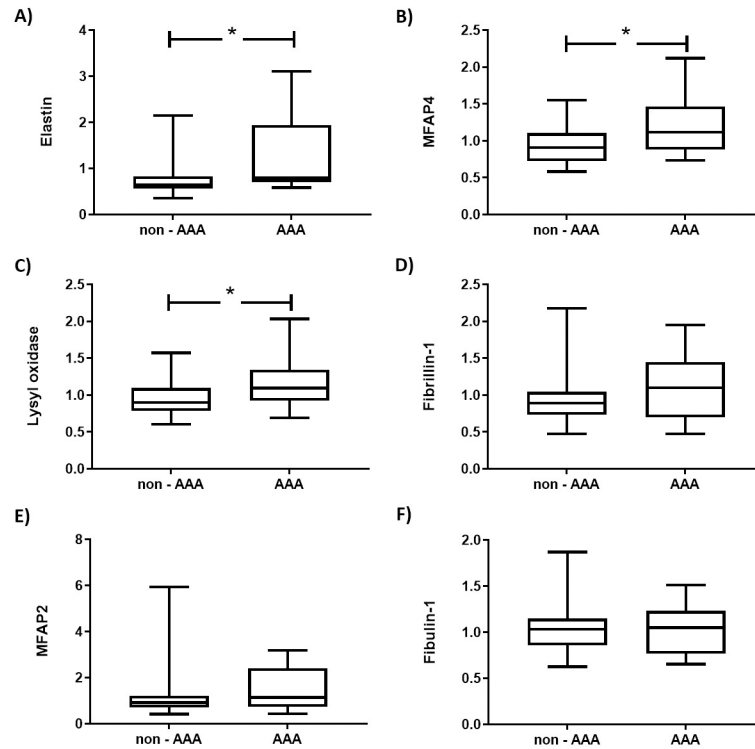 A)
*
Elastin
4
3
2
1
0
non - AAA AAA
B)
*
MFAP4
2.5
2.0
1.5
1.0
0.5
0.0
non - AAA AAA
C)
*
Lysyl oxidase
2.5
2.0
1.5
1.0
0.5
0.0
non - AAA AAA
D)
Fibrillin-1
2.5
2.0
1.5
1.0
0.5
0.0
non - AAA AAA
E)
MFAP2
8
6
4
2
0
non - AAA AAA
F)
Fibulin-1
2.0
1.5
1.0
0.5
0.0
non - AAA AAA